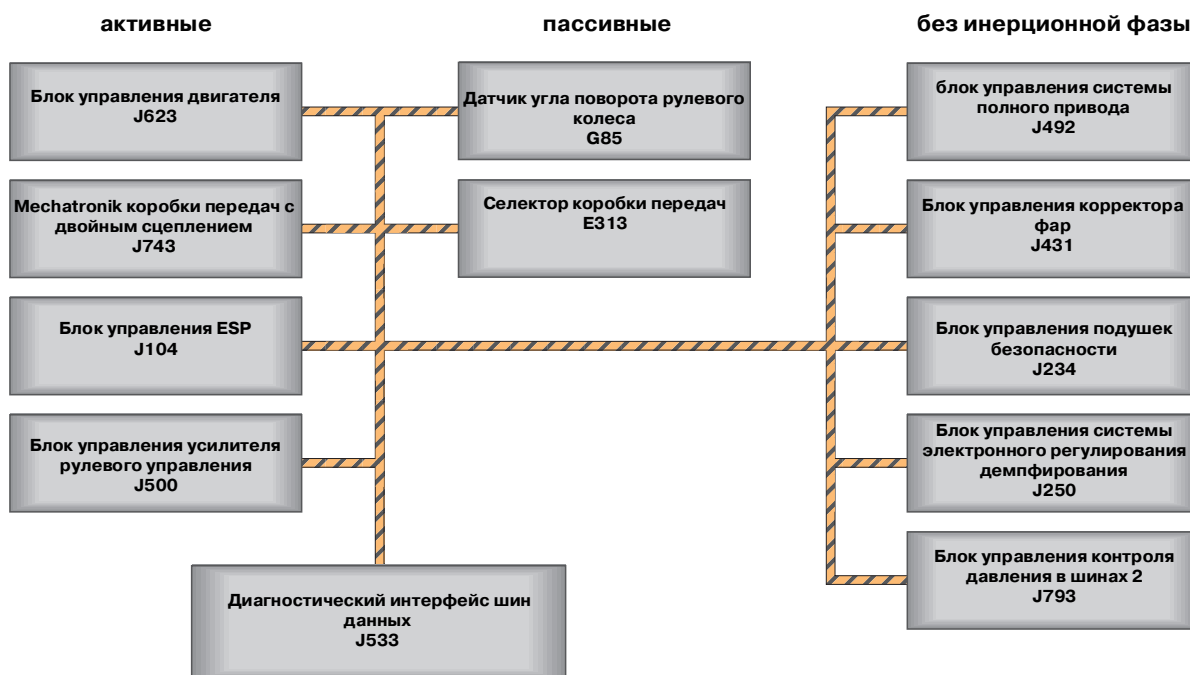 активные
Блок управления двигателя
J623
Mechatronik коробки передач с
двойным сцеплением
J743
Блок управления ESP
J104
Блок управления усилителя
рулевого управления
J500
Диагностический интерфейс шин
данных
J533
пассивные
Датчик угла поворота рулевого
колеса
G85
Селектор коробки передач
E313
без инерционной фазы
блок управления системы
полного привода
J492
Блок управления корректора
фар
J431
Блок управления подушек
безопасности
J234
Блок управления системы
электронного регулирования
демпфирования
J250
Блок управления контроля
давления в шинах 2
J793